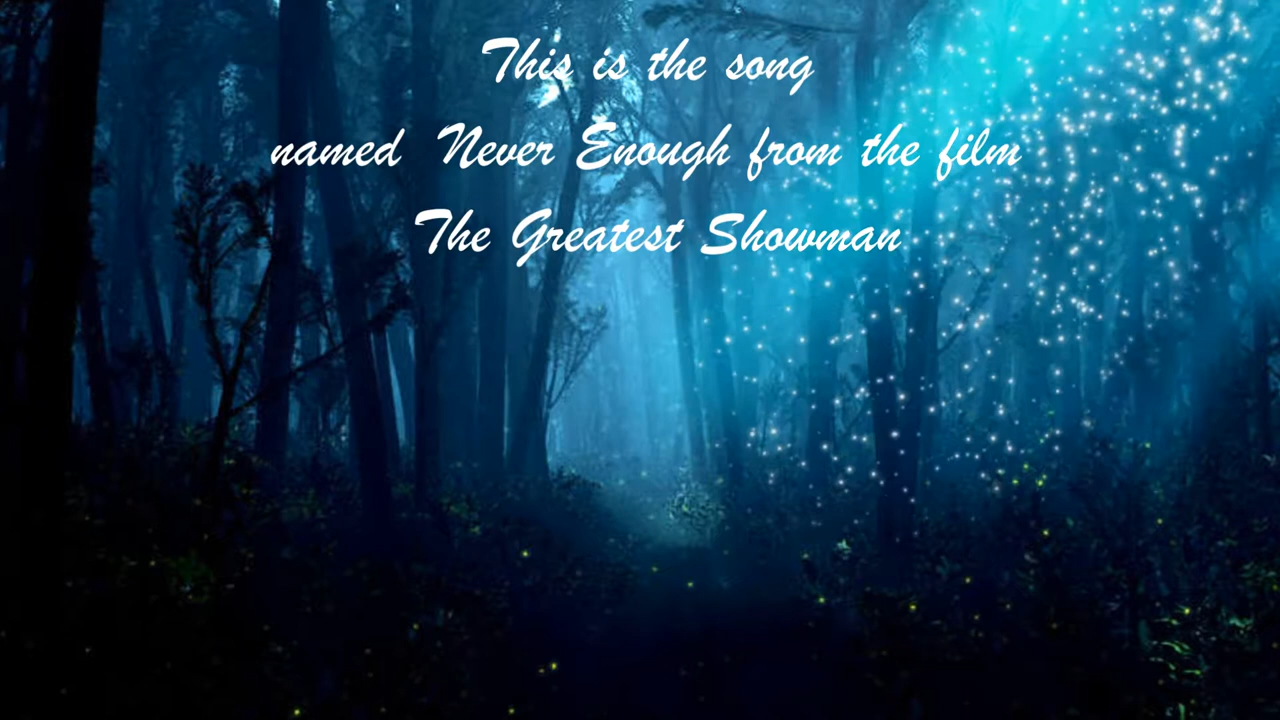 This is the song
named Never Enough from the film
The Greatest Showman